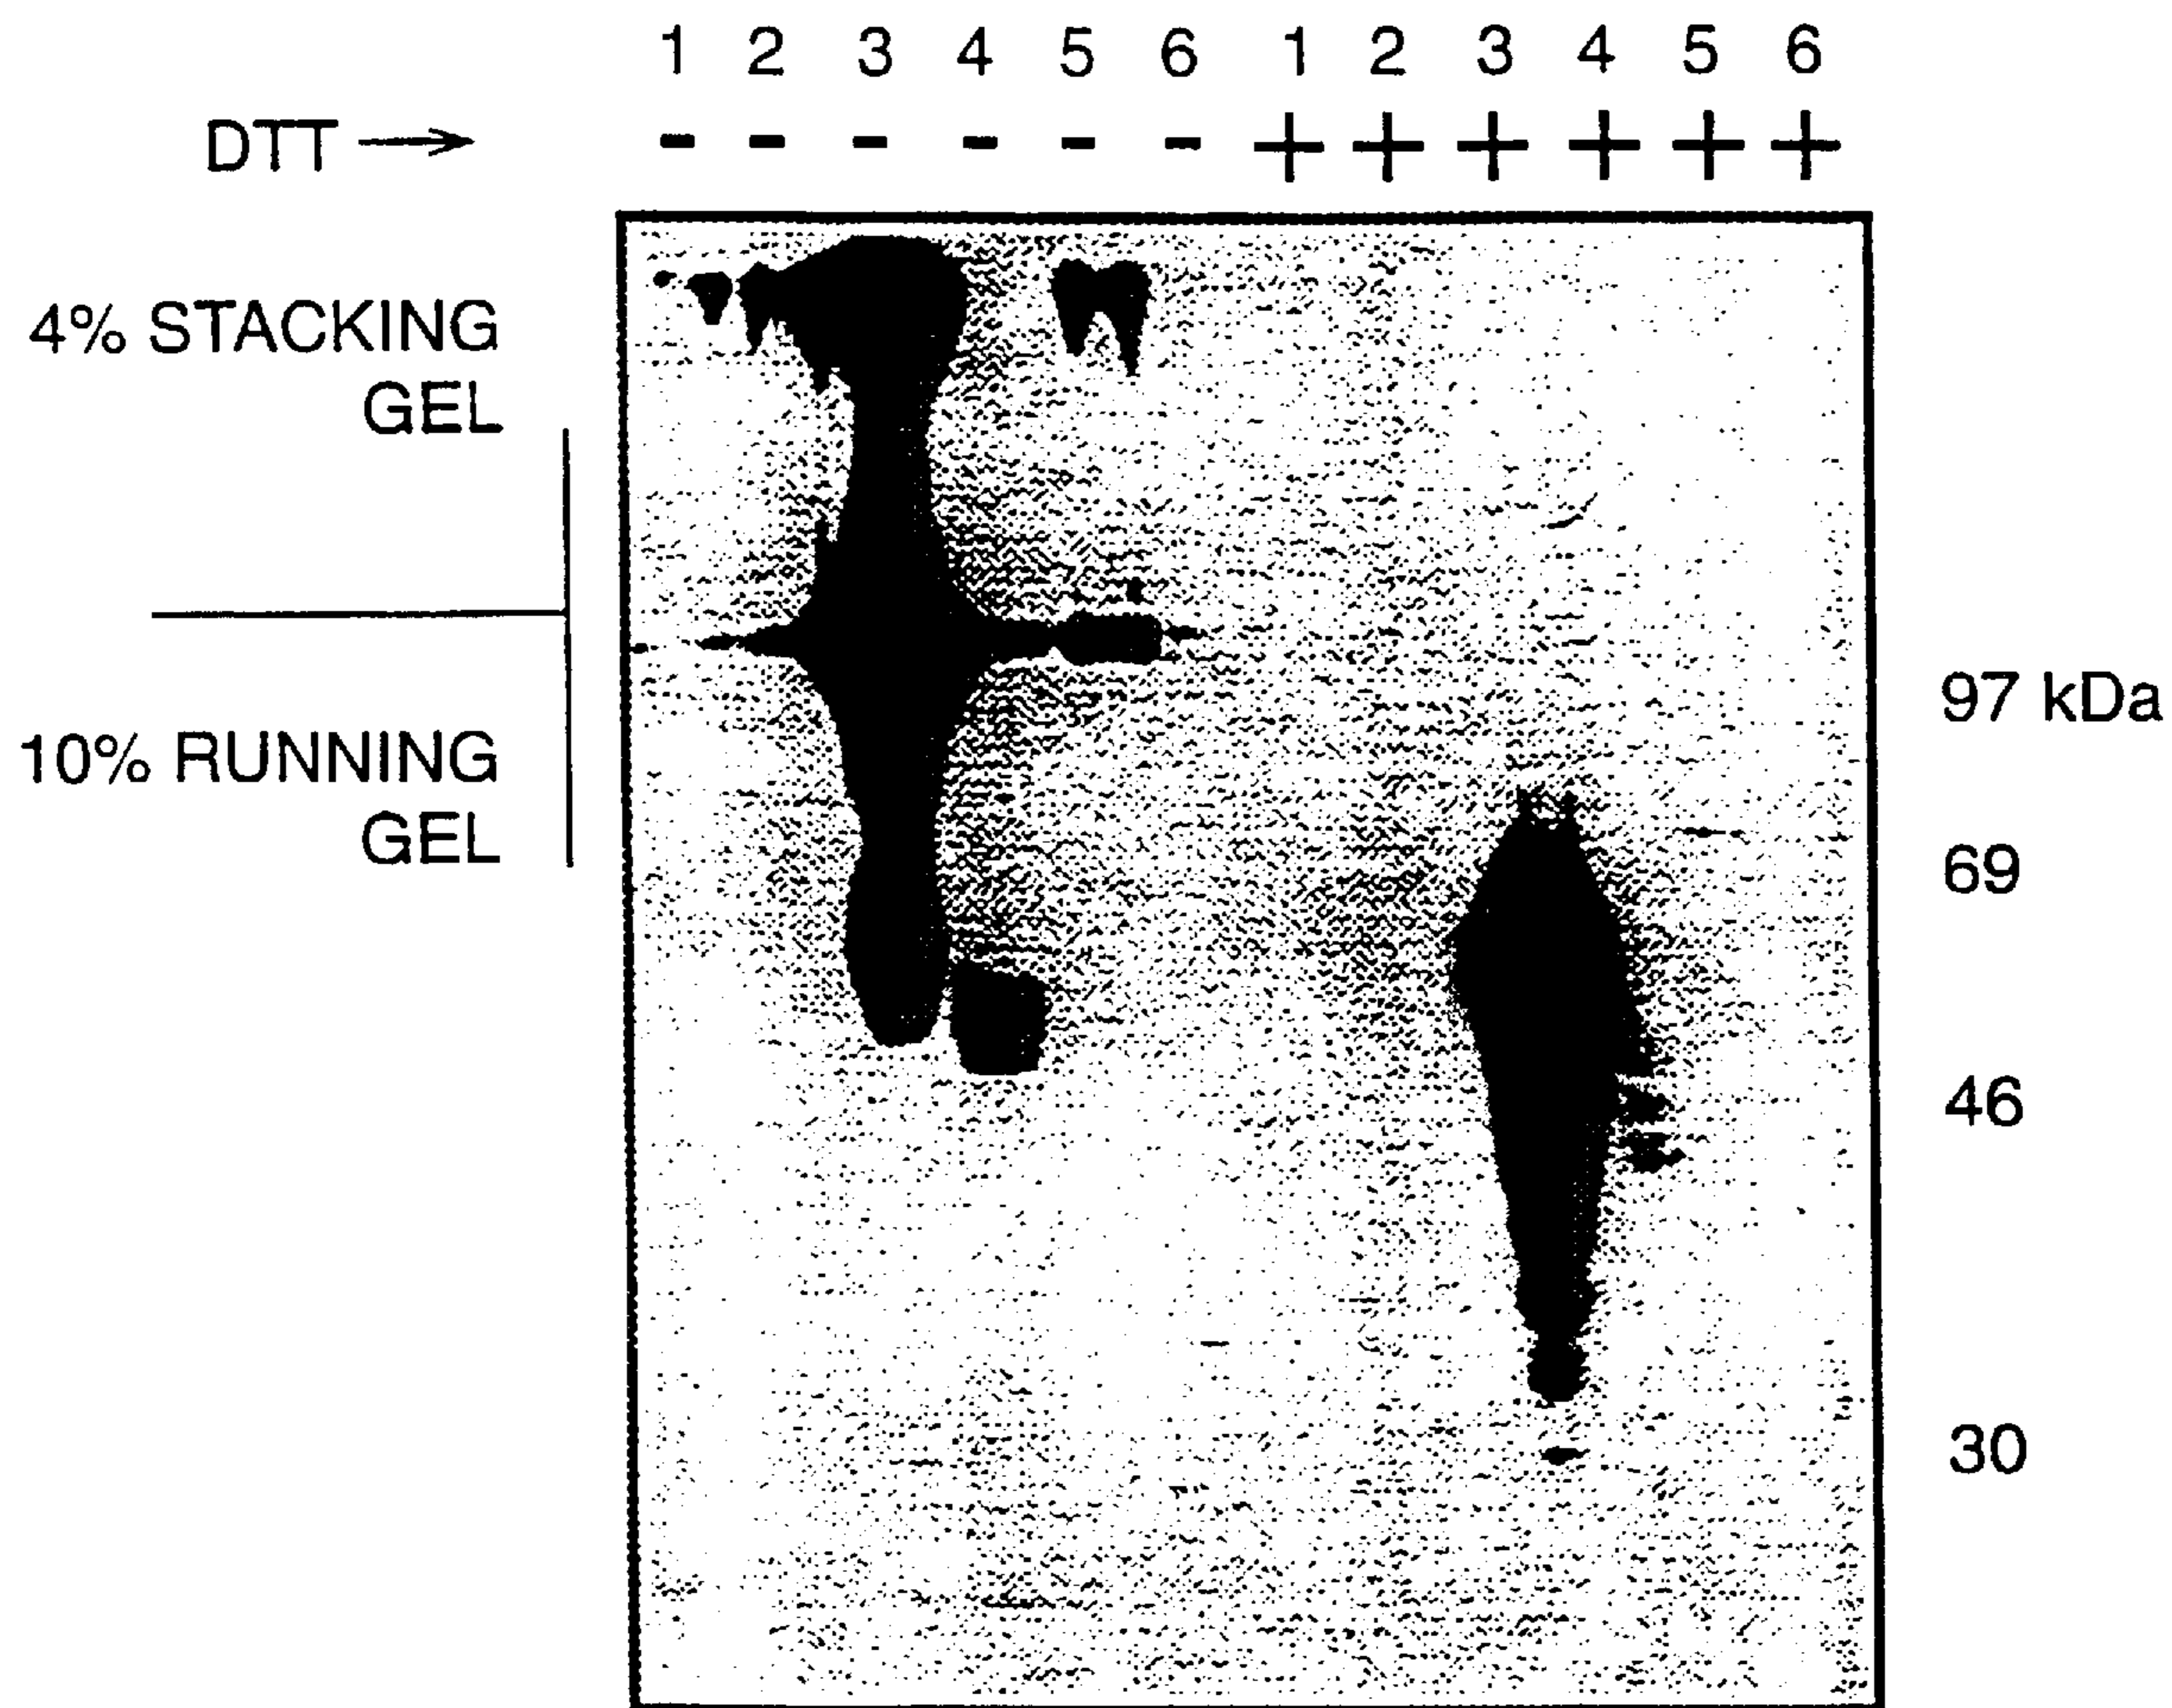 1 2 3 4 5 6 1 2 3 4 5 6
DTT → - - - - - - + + + + + +
4% STACKING
GEL
10% RUNNING
GEL
97 kDa
69
46
30